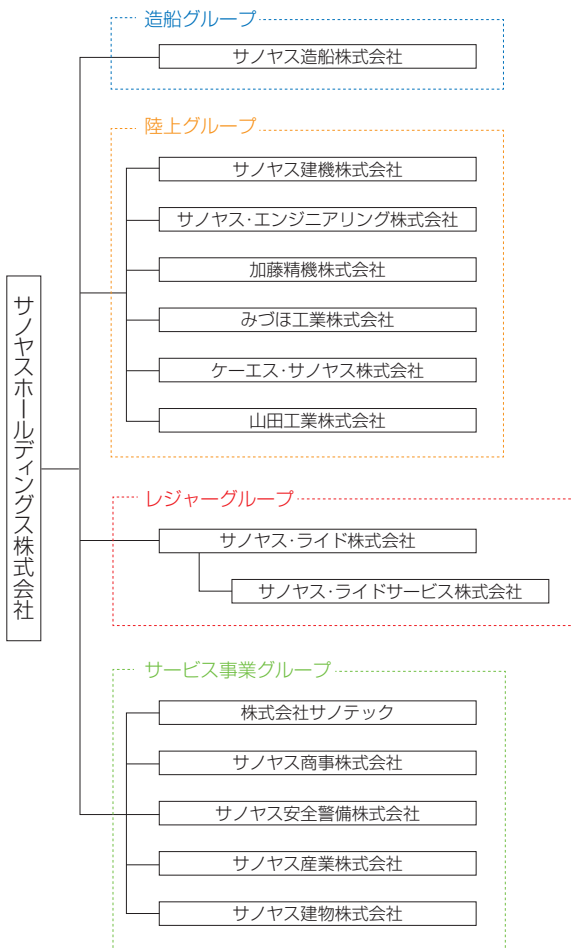 サノヤスホールディングス株式会社
造船グループ
サノヤス造船株式会社
陸上グループ
サノヤス建機株式会社
サノヤス・エンジニアリング株式会社
加藤精機株式会社
みづほ工業株式会社
ケーエス・サノヤス株式会社
山田工業株式会社
レジャーグループ
サノヤス・ライド株式会社
サノヤス・ライドサービス株式会社
サービス事業グループ
株式会社サノテック
サノヤス商事株式会社
サノヤス安全警備株式会社
サノヤス産業株式会社
サノヤス建物株式会社